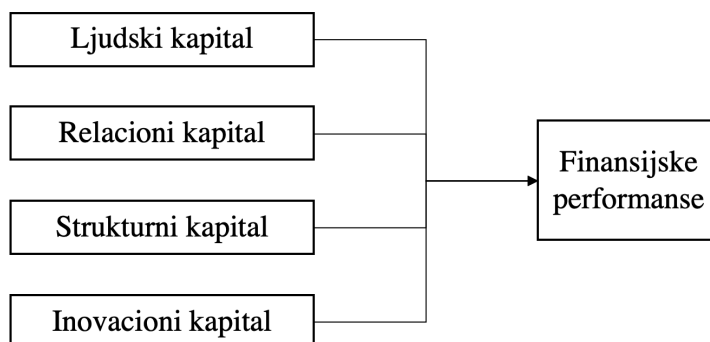 Ljudski kapital
Relacioni kapital
Strukturni kapital
Inovacioni kapital
Finansijske
performanse